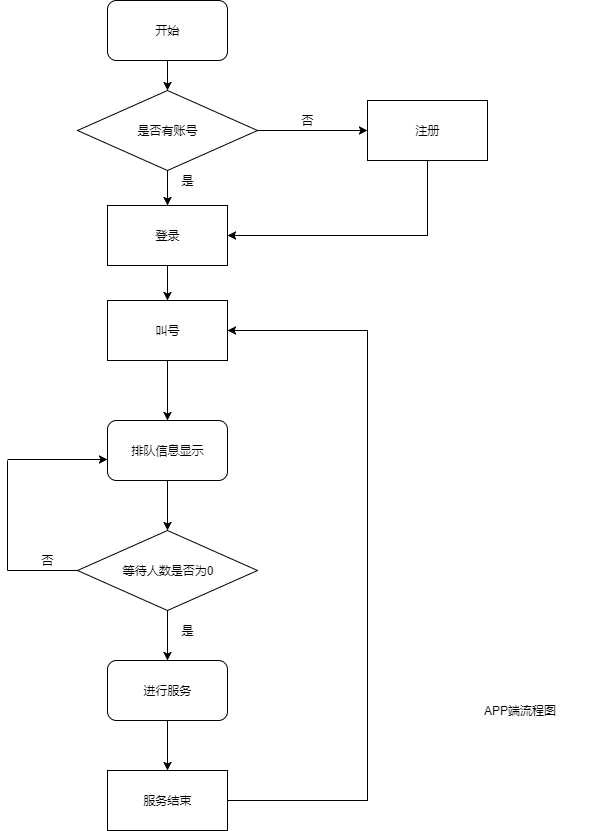 开始
是否有账号
否
注册
是
登录
叫号
排队信息显示
否
等待人数是否为0
是
进行服务
APP端流程图
服务结束